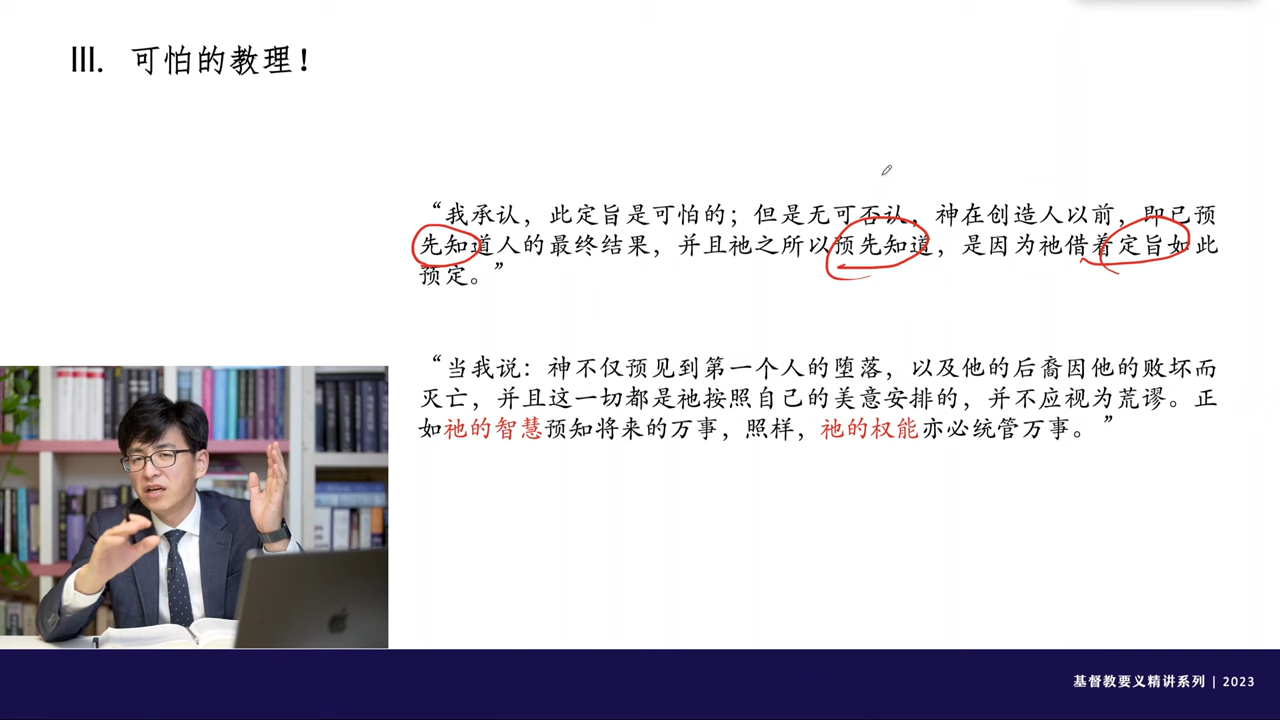 III. 可怕的教理！
“我承认，此定旨是可怕的；但是无可否认，神在创造人以前，即已预
先知道人的最终结果，并且祂之所以预先知道，是因为祂借着定旨如此
预定。”
“当我说：神不仅预见到第一个人的堕落，以及他的后裔因他的败坏而
灭亡，并且这一切都是祂按照自己的美意安排的，并不应视为荒谬。正
如祂的智慧预知将来的万事，照样，祂的权能亦必统管万事。”
基督教要义精讲系列 | 2023